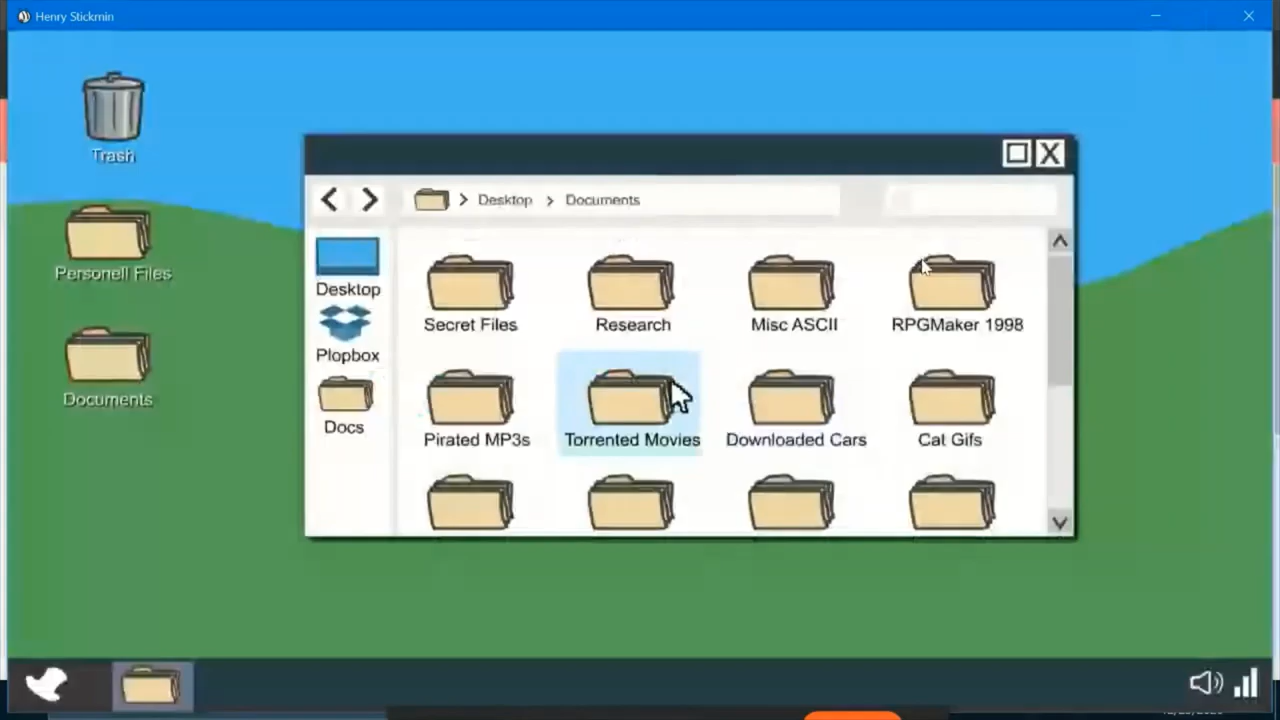 Henry Stickmin
Trash
Personell Files
Documents
Desktop > Documents
Desktop
Plopbox
Docs
Secret Files
Research
Misc ASCII
RPGMaker 1998
Pirated MP3s
Torrented Movies
Downloaded Cars
Cat Gifs